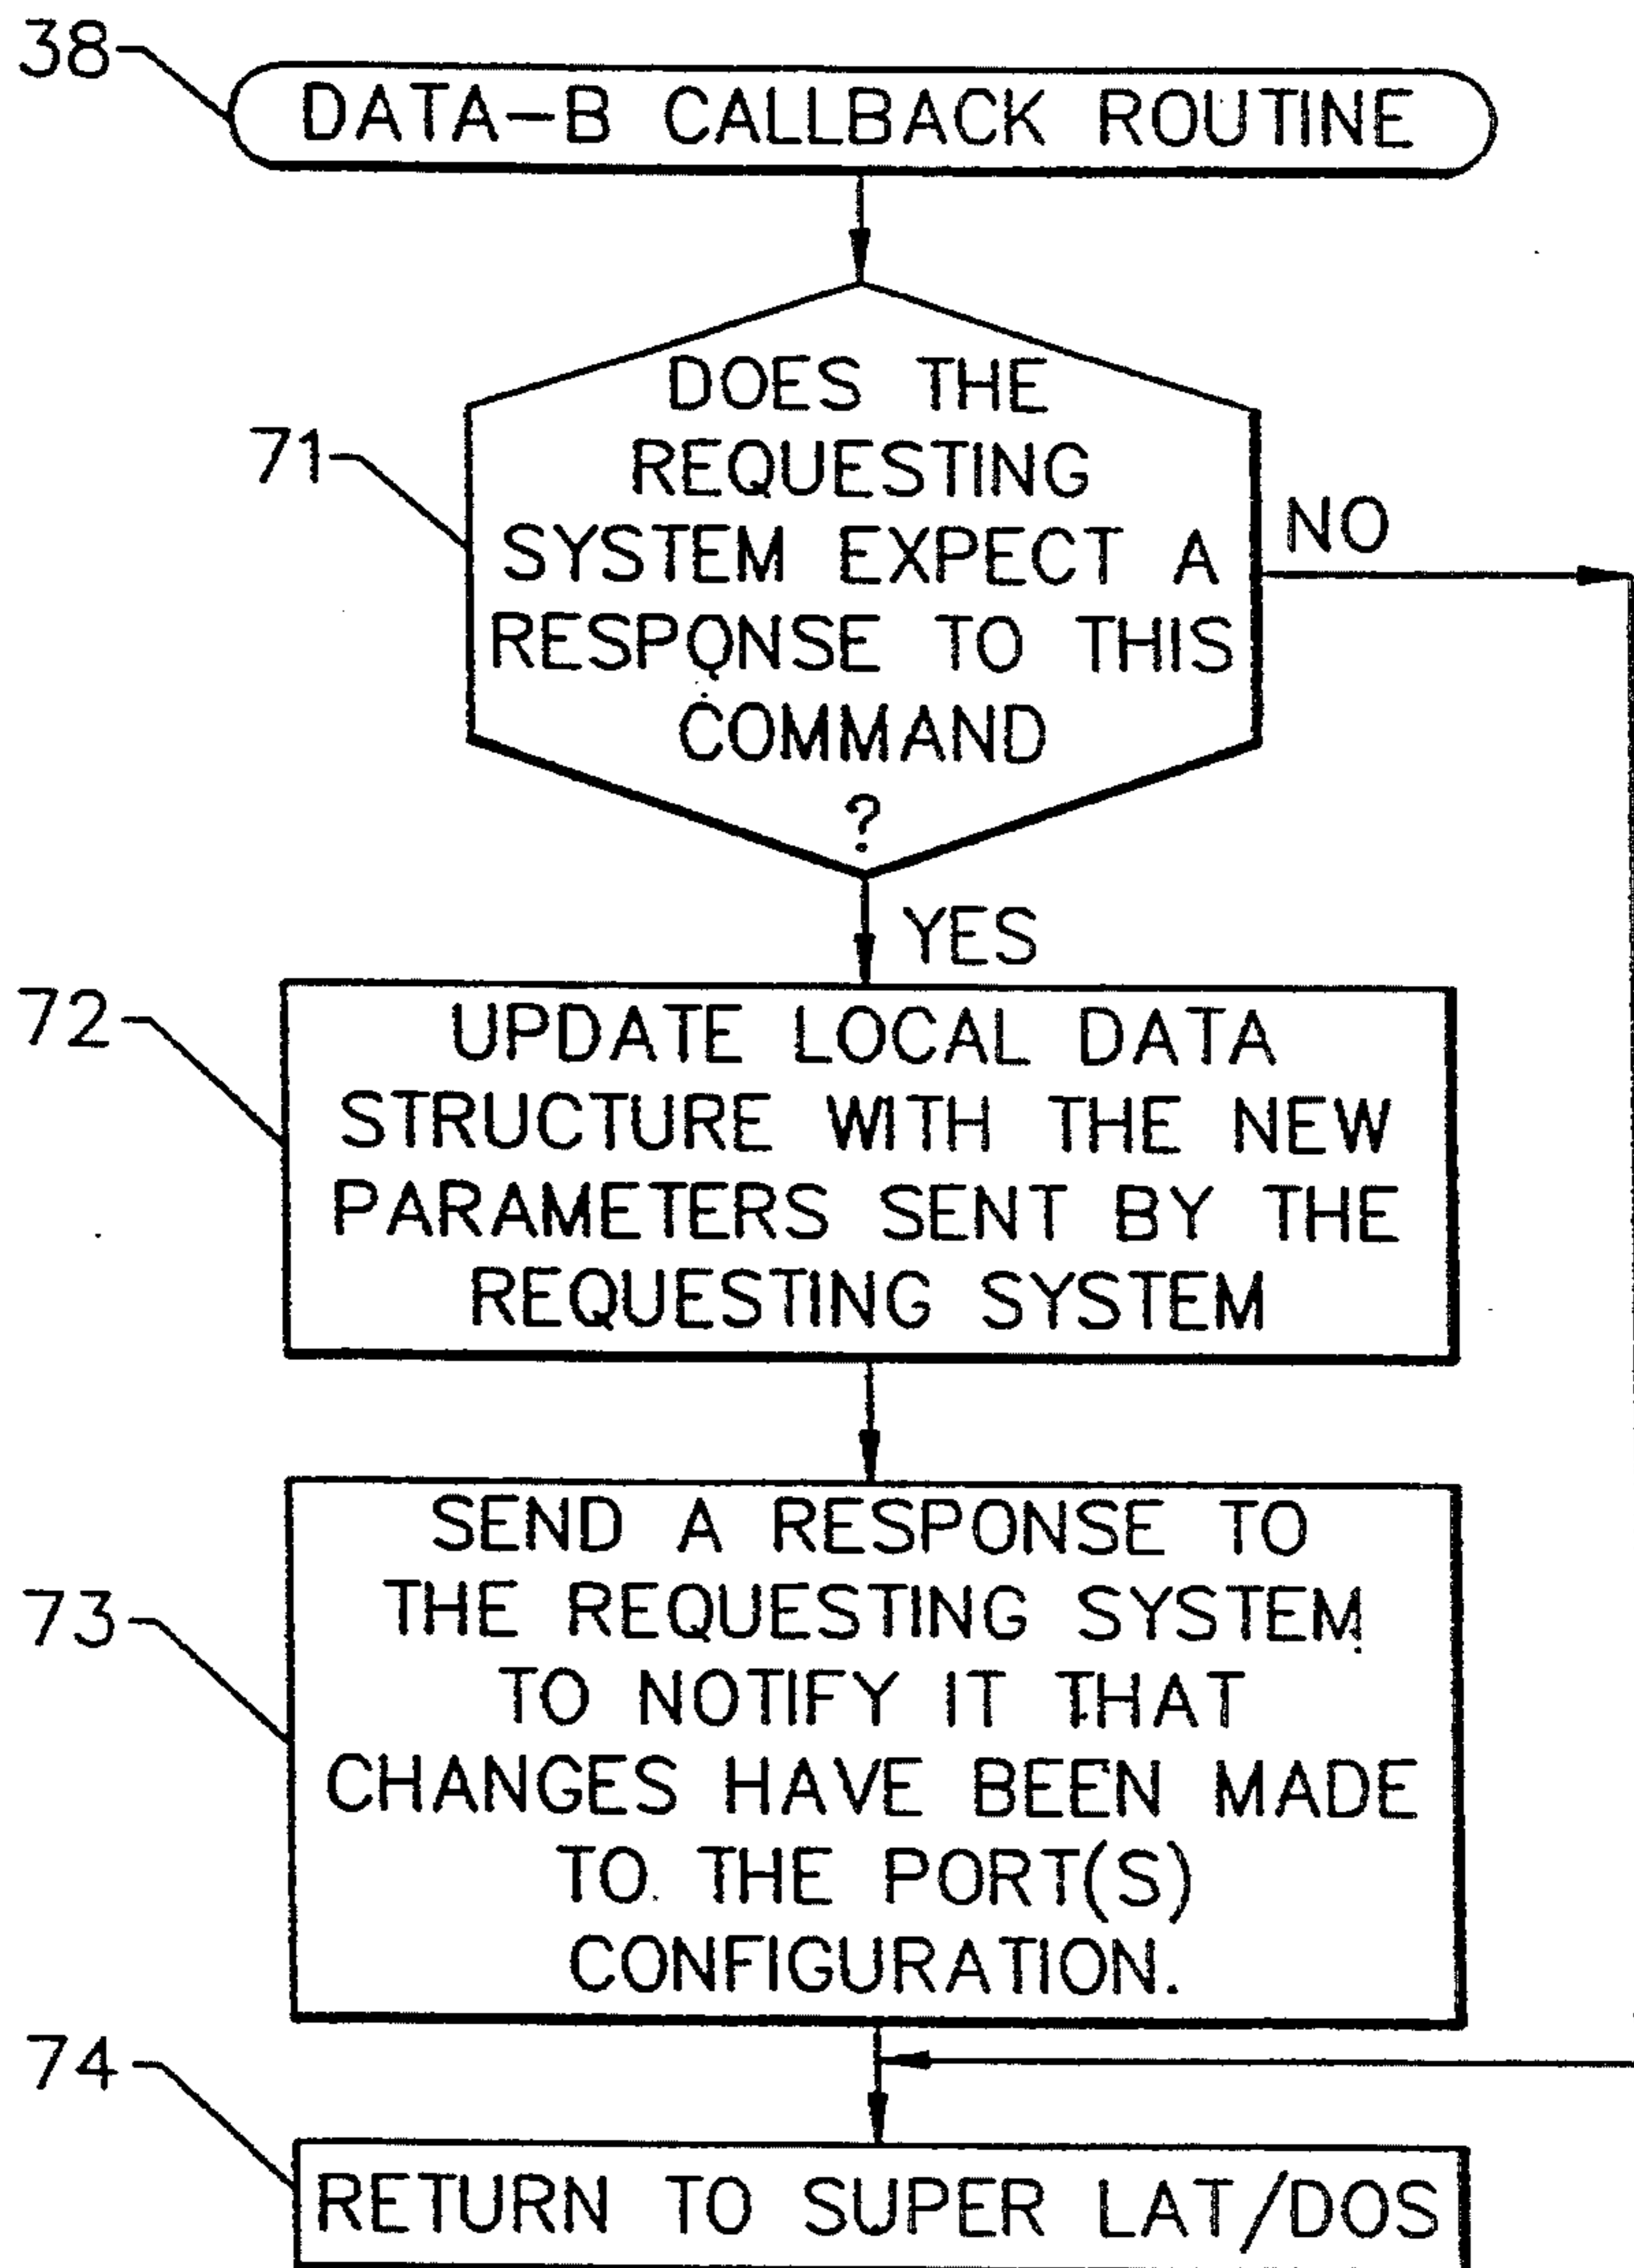 38
DATA-B CALLBACK ROUTINE
71
DOES THE
REQUESTING
SYSTEM EXPECT A
RESPONSE TO THIS
COMMAND
?
NO
YES
72
UPDATE LOCAL DATA
STRUCTURE WITH THE NEW
PARAMETERS SENT BY THE
REQUESTING SYSTEM
73
SEND A RESPONSE TO
THE REQUESTING SYSTEM
TO NOTIFY IT THAT
CHANGES HAVE BEEN MADE
TO THE PORT(S)
CONFIGURATION.
74
RETURN TO SUPER LAT/DOS